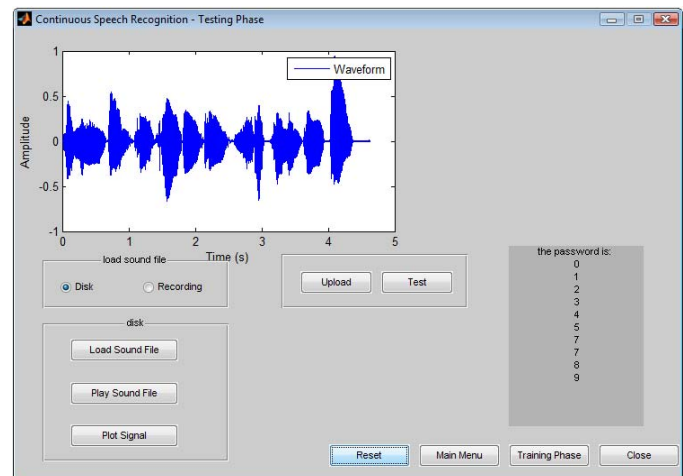 Continuous Speech Recognition - Testing Phase
1
0.5
0
-0.5
-1
Amplitude
Waveform
0 1 2 3 4 5
Time (s)
load sound file
Disk Recording
Upload Test
disk
Load Sound File
Play Sound File
Plot Signal
the password is:
0
1
2
3
4
5
7
7
8
9
Reset Main Menu Training Phase Close